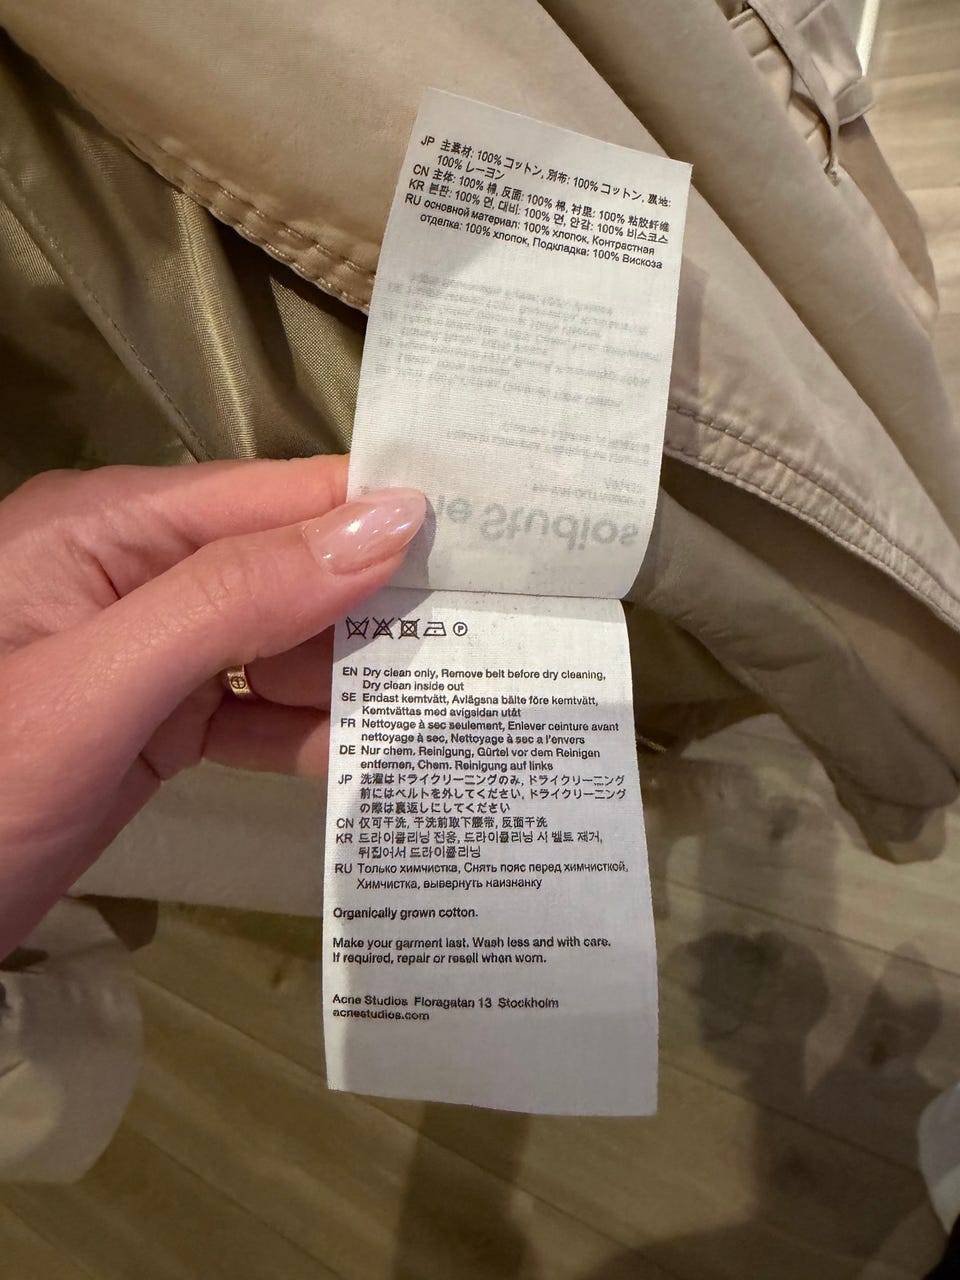 JP 主素材: 100% コットン, 別布: 100% コットン, 裏地:
100% レーヨン
CN 主体: 100% 棉, 反面: 100% 棉, 衬里: 100% 粘胶纤维
KR 본판: 100% 면, 대비: 100% 면, 안감: 100% 비스코스
RU основной материал: 100% хлопок, Контрастная
отделка: 100% хлопок, Подкладка: 100% Вискоза
Studios
EN Dry clean only, Remove belt before dry cleaning,
Dry clean inside out
SE Endast kemtvätt, Avlägsna bälte före kemtvätt,
Kemtvättas med avigsidan utåt
FR Nettoyage à sec seulement, Enlever ceinture avant
nettoyage à sec, Nettoyage à sec a l'envers
DE Nur chem. Reinigung, Gürtel vor dem Reinigen
entfernen, Chem. Reinigung auf links
JP 洗濯はドライクリーニングのみ, ドライクリーニング
前にはベルトを外してください, ドライクリーニング
の際は裏返しにしてください
CN 仅可干洗, 干洗前取下腰带, 反面干洗
KR 드라이클리닝 전용, 드라이클리닝 시 벨트 제거,
뒤집어서 드라이클리닝
RU Только химчистка, Снять пояс перед химчисткой,
Химчистка, вывернуть наизнанку
Organically grown cotton.
Make your garment last. Wash less and with care.
If required, repair or resell when worn.
Acne Studios Floragatan 13 Stockholm
acnestudios.com